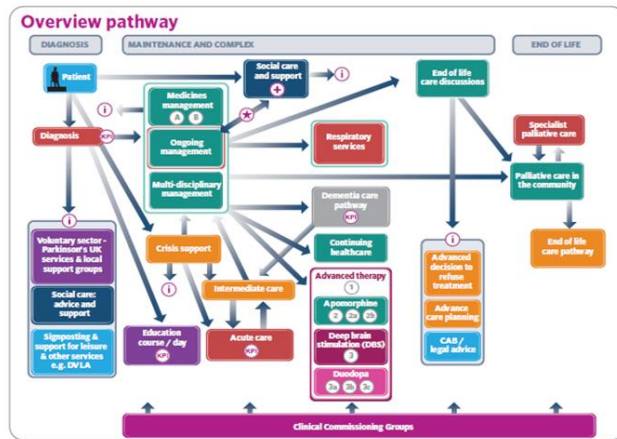 Overview pathway
DIAGNOSIS
MAINTENANCE AND COMPLEX
END OF LIFE
Patient
Social care
and support
i
End of life
care discussions
Medicines
management
A B
i
Diagnosis
KPI
Ongoing
management
Respiratory
services
Specialist
palliative care
Multi-disciplinary
management
Palliative care in
the community
Dementia care
pathway
KPI
i
Voluntary sector -
Parkinson's UK
services & local
support groups
Crisis support
Continuing
healthcare
i
End of life
care pathway
Social care:
advice and
support
i
Intermediate care
Advanced therapy
1
Advanced
decision to
refuse
treatment
Apomorphine
2 2a 2b
Advance
care planning
Signposting &
support for leisure
& other services
e.g. DVLA
Education
course / day
KPI
Acute care
KPI
Deep brain
stimulation (DBS)
3
CAB /
legal advice
Duodopa
3a 3b 3c
Clinical Commissioning Groups